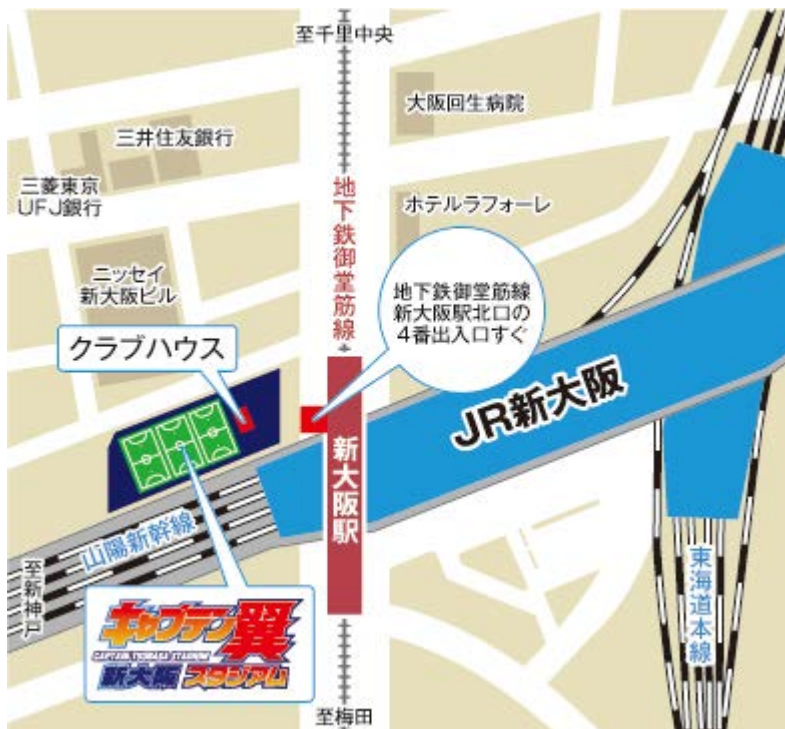 至千里中央
大阪回生病院
三井住友銀行
三菱東京
UFJ銀行
地下鉄御堂筋線
ホテルラフォーレ
ニッセイ
新大阪ビル
地下鉄御堂筋線
新大阪駅北口の
4番出入口すぐ
クラブハウス
JR新大阪
新大阪駅
山陽新幹線
至新神戸
東海道本線
キャプテン翼
CAPTAIN TSUBASA STADIUM
新大阪 スタジアム
至梅田